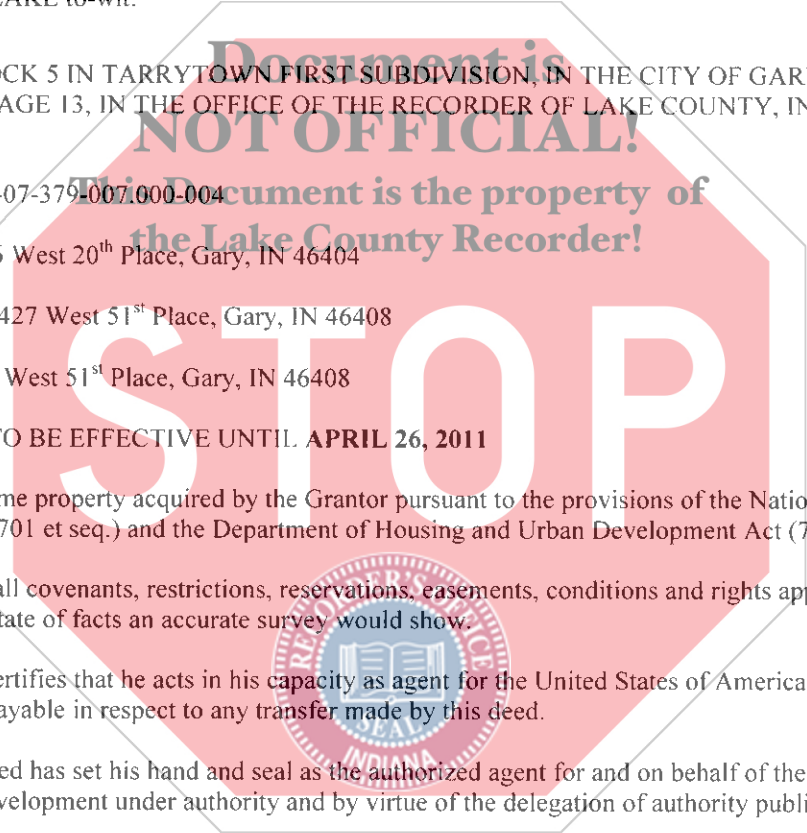 LAKE to-wit:
Document is
OCK 5 IN TARRYTOWN FIRST SUBDIVISION, IN THE CITY OF GAR
AGE 13, IN THE OFFICE OF THE RECORDER OF LAKE COUNTY, IN
NOT OFFICIAL!
-07-379-007.000-004
This Document is the property of
the Lake County Recorder!
West 20th Place, Gary, IN 46404
427 West 51st Place, Gary, IN 46408
West 51st Place, Gary, IN 46408
STOP
TO BE EFFECTIVE UNTIL APRIL 26, 2011
me property acquired by the Grantor pursuant to the provisions of the Natio
701 et seq.) and the Department of Housing and Urban Development Act (7
all covenants, restrictions, reservations, easements, conditions and rights app
tate of facts an accurate survey would show.
RECORDER'S OFFICE
SEAL
INDIANA
ertifies that he acts in his capacity as agent for the United States of America
ayable in respect to any transfer made by this deed.
ed has set his hand and seal as the authorized agent for and on behalf of the
velopment under authority and by virtue of the delegation of authority publi